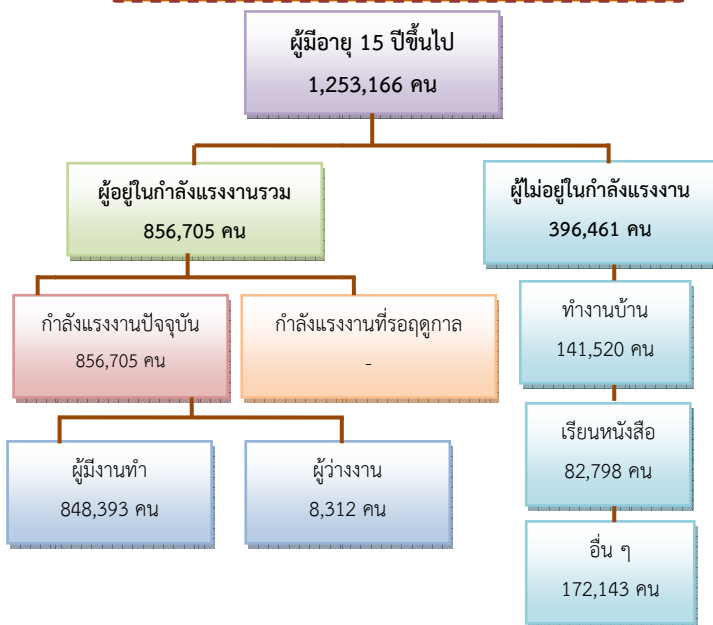 ผู้มีอายุ 15 ปีขึ้นไป
1,253,166 คน
ผู้อยู่ในกำลังแรงงานรวม
856,705 คน
ผู้ไม่อยู่ในกำลังแรงงาน
396,461 คน
กำลังแรงงานปัจจุบัน
856,705 คน
กำลังแรงงานที่รอฤดูกาล
-
ทำงานบ้าน
141,520 คน
ผู้มีงานทำ
848,393 คน
ผู้ว่างงาน
8,312 คน
เรียนหนังสือ
82,798 คน
อื่น ๆ
172,143 คน